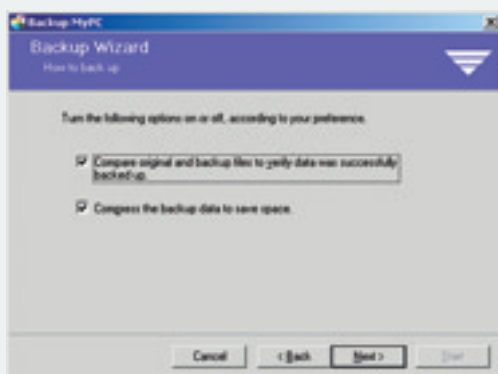 Backup MyPC
Backup Wizard
How to back up
Turn the following options on or off, according to your preference.
Compare original and backup files to verify data was successfully
backed-up.
Compress the backup data to save space.
Cancel
< Back
Next >
Start